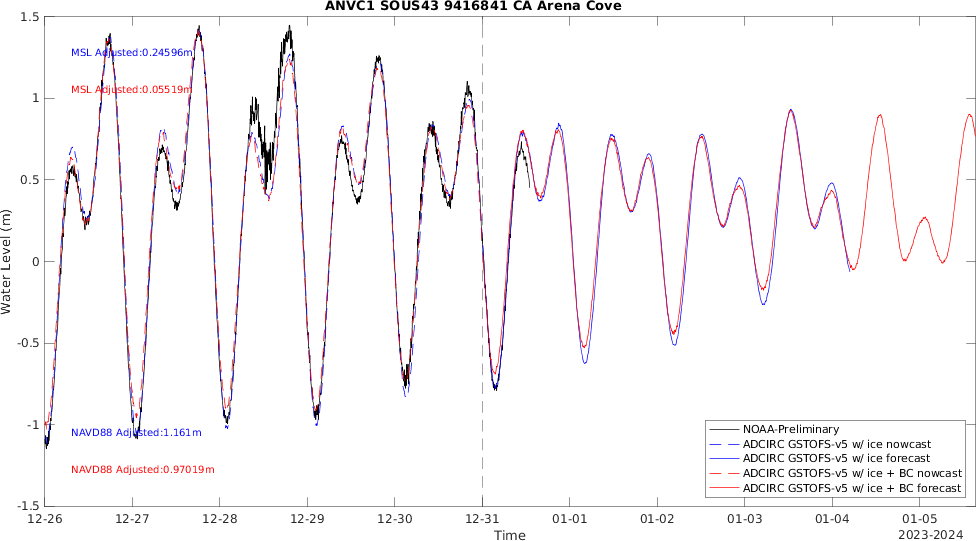 ANVC1 SOUS43 9416841 CA Arena Cove
1.5
1
0.5
0
-0.5
-1
-1.5
Water Level (m)
MSL Adjusted:0.24596m
MSL Adjusted:0.05519m
NAVD88 Adjusted:1.161m
NAVD88 Adjusted:0.97019m
NOAA-Preliminary
ADCIRC GSTOFS-v5 w/ ice nowcast
ADCIRC GSTOFS-v5 w/ ice forecast
ADCIRC GSTOFS-v5 w/ ice + BC nowcast
ADCIRC GSTOFS-v5 w/ ice + BC forecast
12-26 12-27 12-28 12-29 12-30 12-31 01-01 01-02 01-03 01-04 01-05
Time
2023-2024